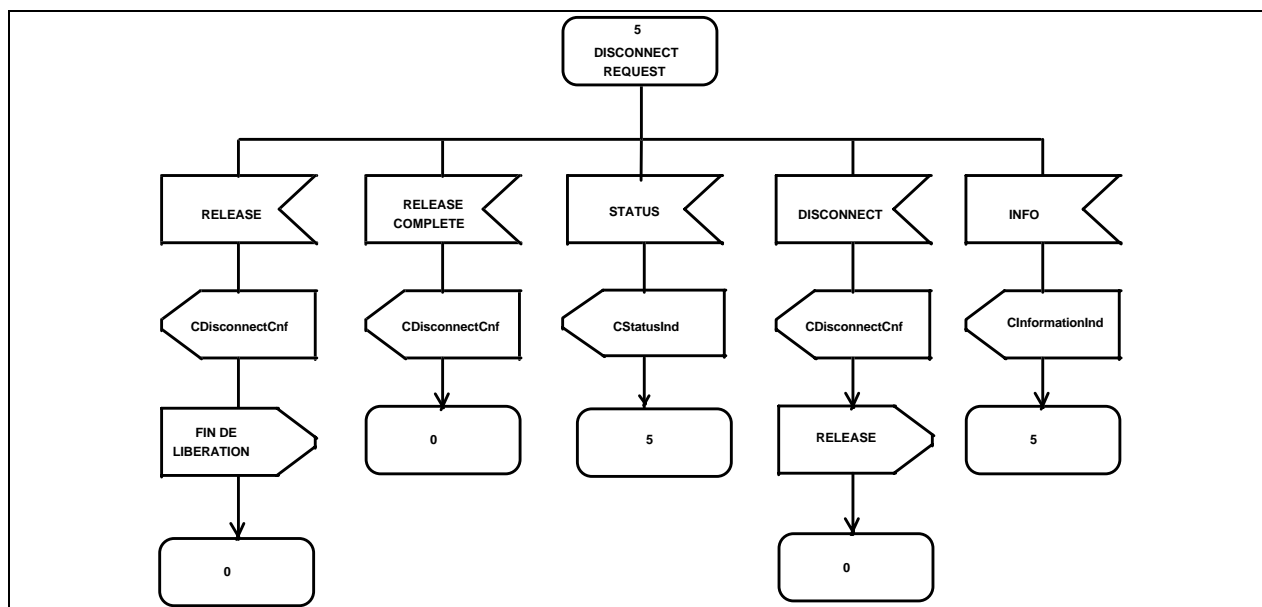 5
DISCONNECT
REQUEST
RELEASE
RELEASE
COMPLETE
STATUS
DISCONNECT
INFO
CDisconnectCnf
CDisconnectCnf
CStatusInd
CDisconnectCnf
CInformationInd
FIN DE
LIBERATION
0
5
RELEASE
5
0
0